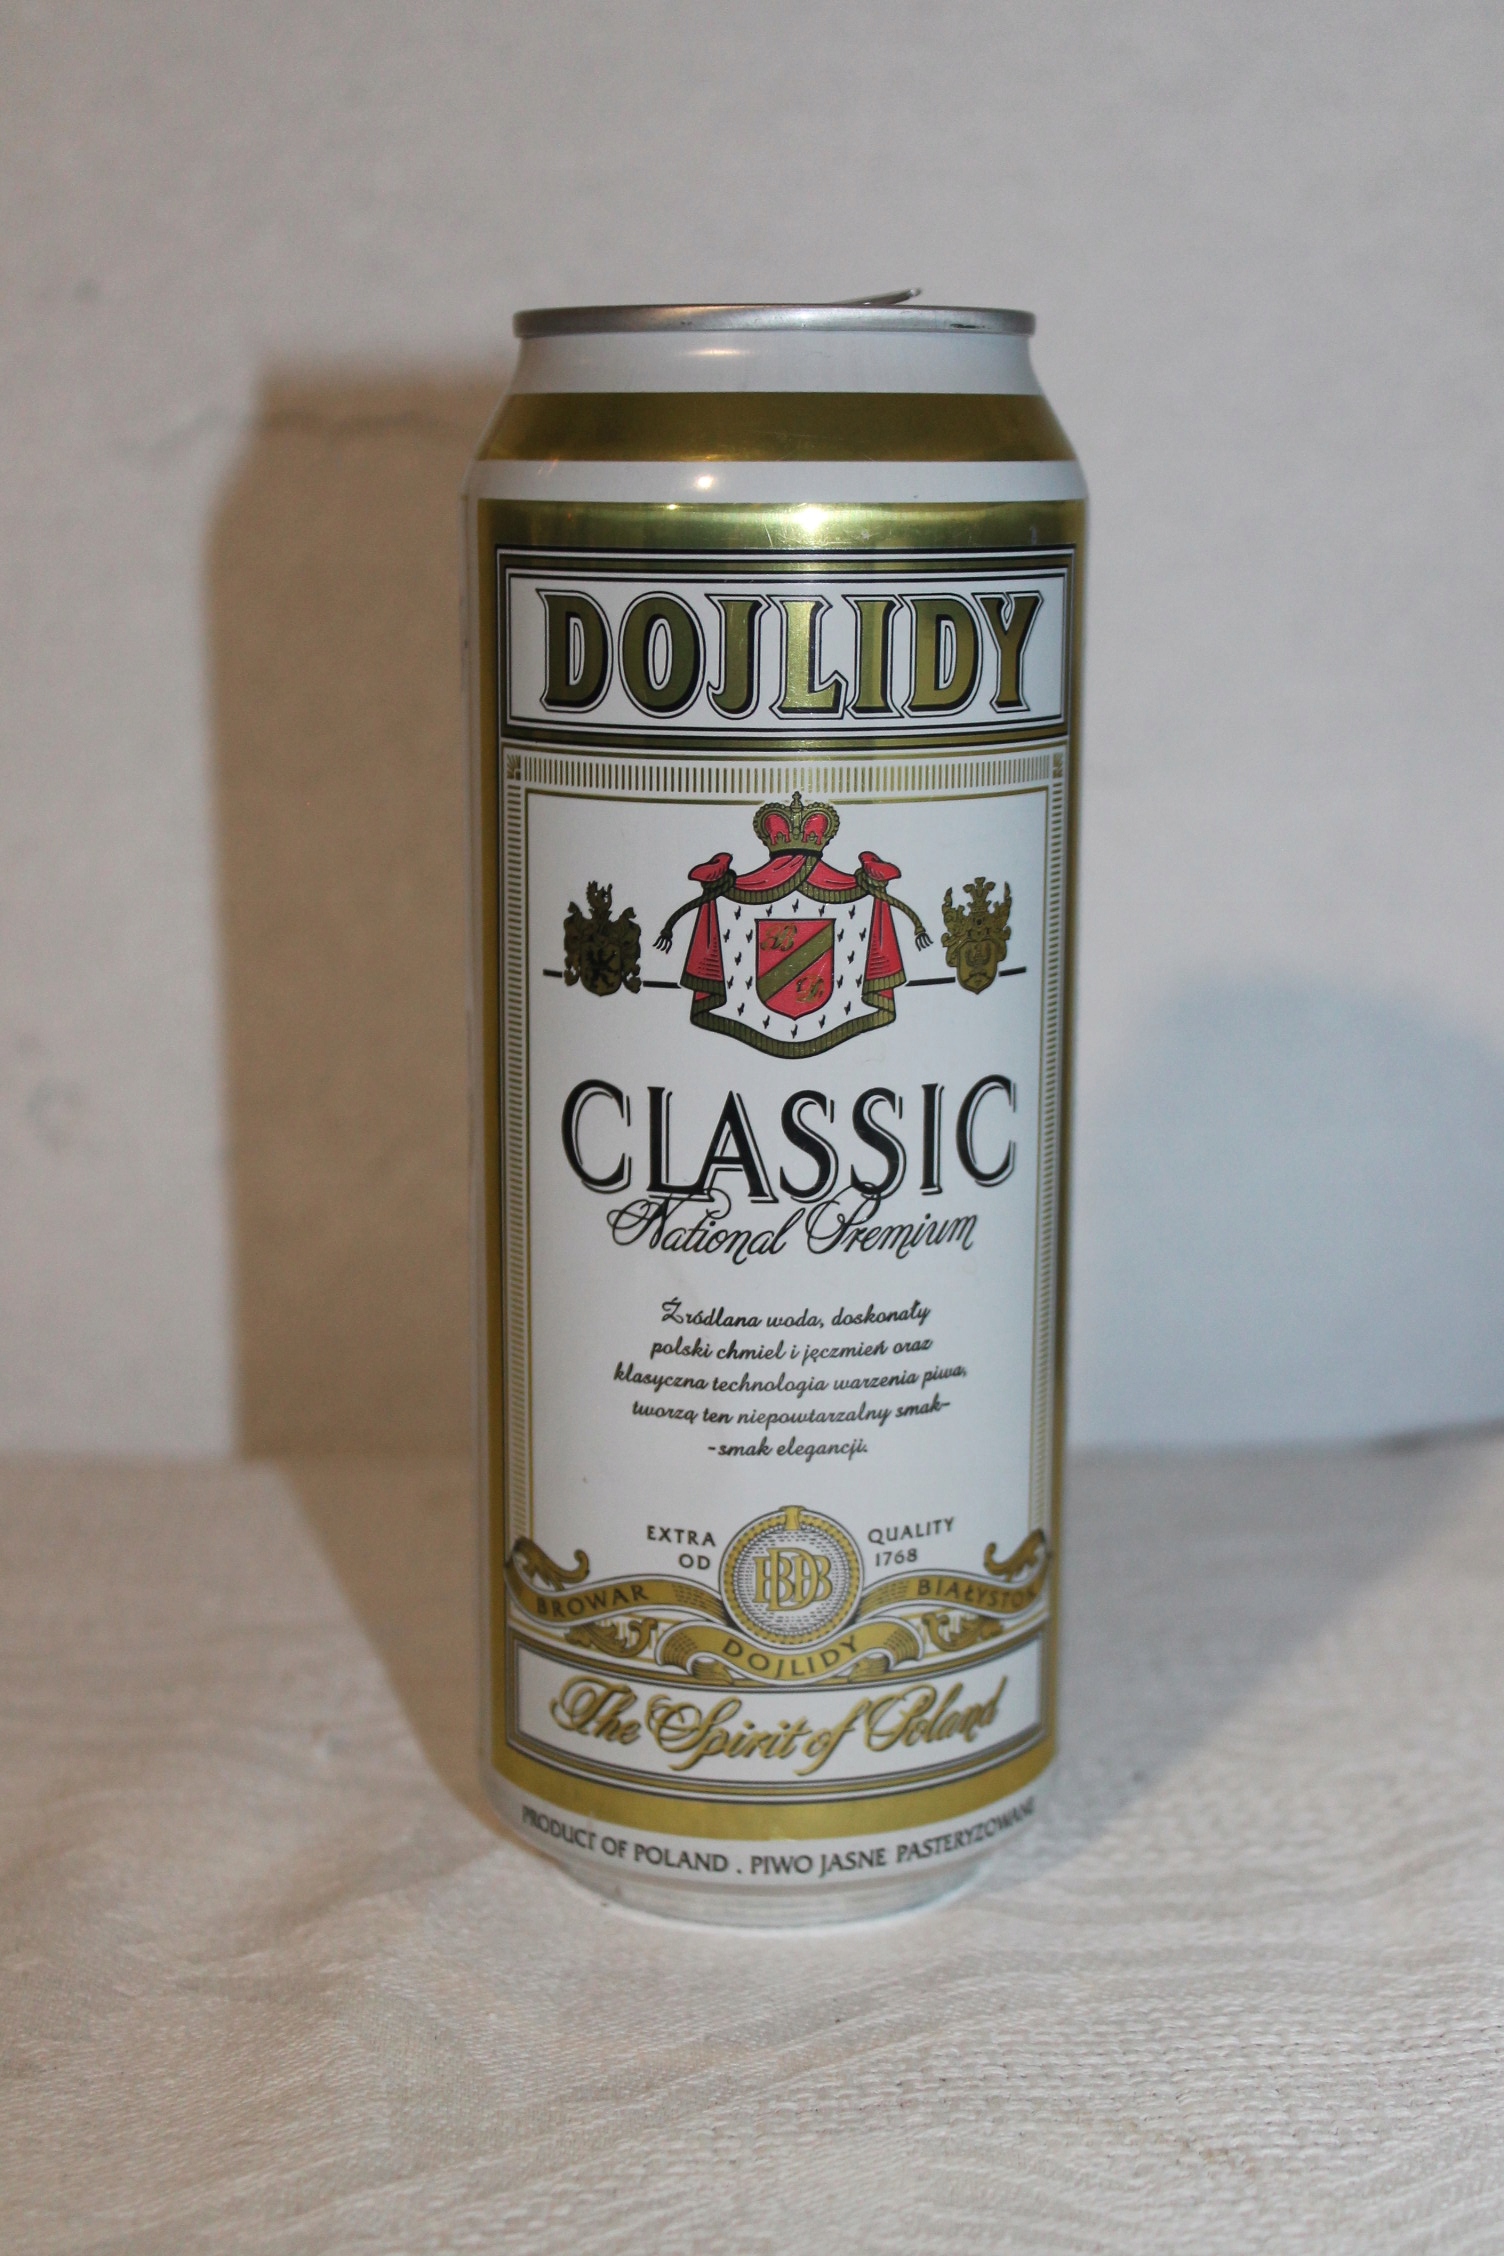 DOJLIDY
CLASSIC
National Premium
Źródlana woda, doskonały
polski chmiel i jęczmień oraz
klasyczna technologia warzenia piwa,
tworzą ten niepowtarzalny smak-
-smak elegancji.
EXTRA QUALITY
OD 1768
BROWAR BIAŁYSTOK
DOJLIDY
The Spirit of Poland
PRODUCT OF POLAND . PIWO JASNE PASTERYZOWANE